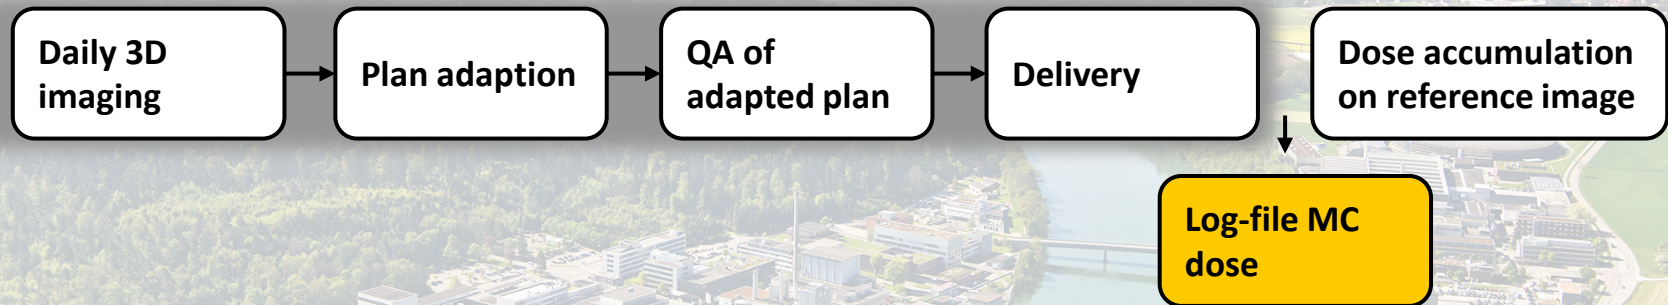 Daily 3D
imaging
Plan adaption
QA of
adapted plan
Delivery
Dose accumulation
on reference image
Log-file MC
dose